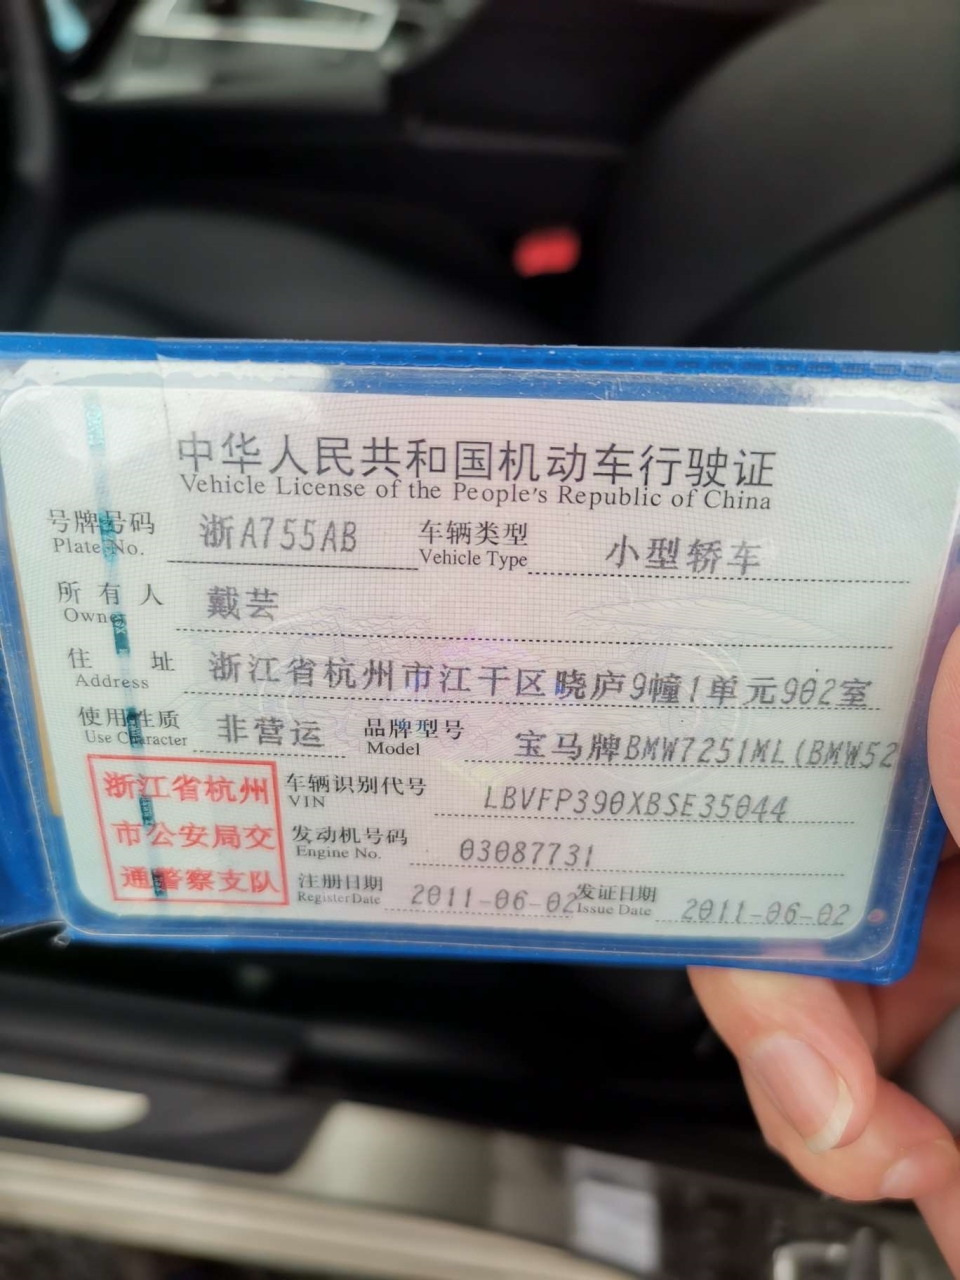 中华人民共和国机动车行驶证
Vehicle License of the People's Republic of China
号牌号码 浙A755AB 车辆类型 小型轿车
Plate No. Vehicle Type
所有人 戴芸
Owner
住址 浙江省杭州市江干区晓庐9幢1单元902室
Address
使用性质 非营运 品牌型号 宝马牌BMW7251ML(BMW52
Use Character Model
浙江省杭州
市公安局交
通警察支队
车辆识别代号 LBVFP390XBSE35044
VIN
发动机号码 03087731
Engine No.
注册日期 2011-06-02 发证日期 2011-06-02
Register Date Issue Date